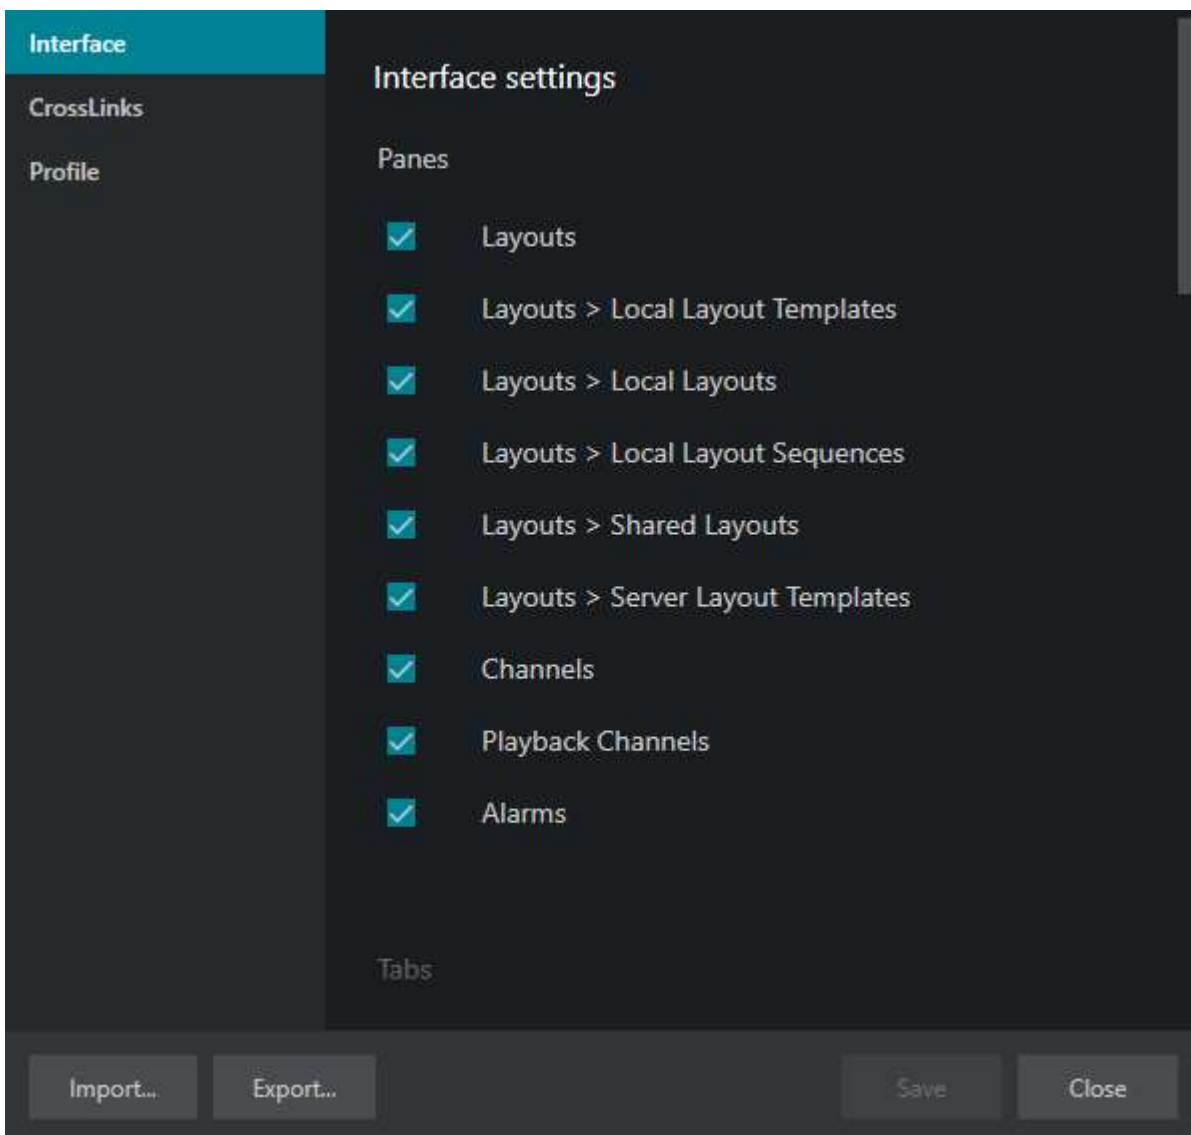 Interface
CrossLinks
Profile
Interface settings
Panes
Layouts
Layouts > Local Layout Templates
Layouts > Local Layouts
Layouts > Local Layout Sequences
Layouts > Shared Layouts
Layouts > Server Layout Templates
Channels
Playback Channels
Alarms
Tabs
Import... Export... Save Close